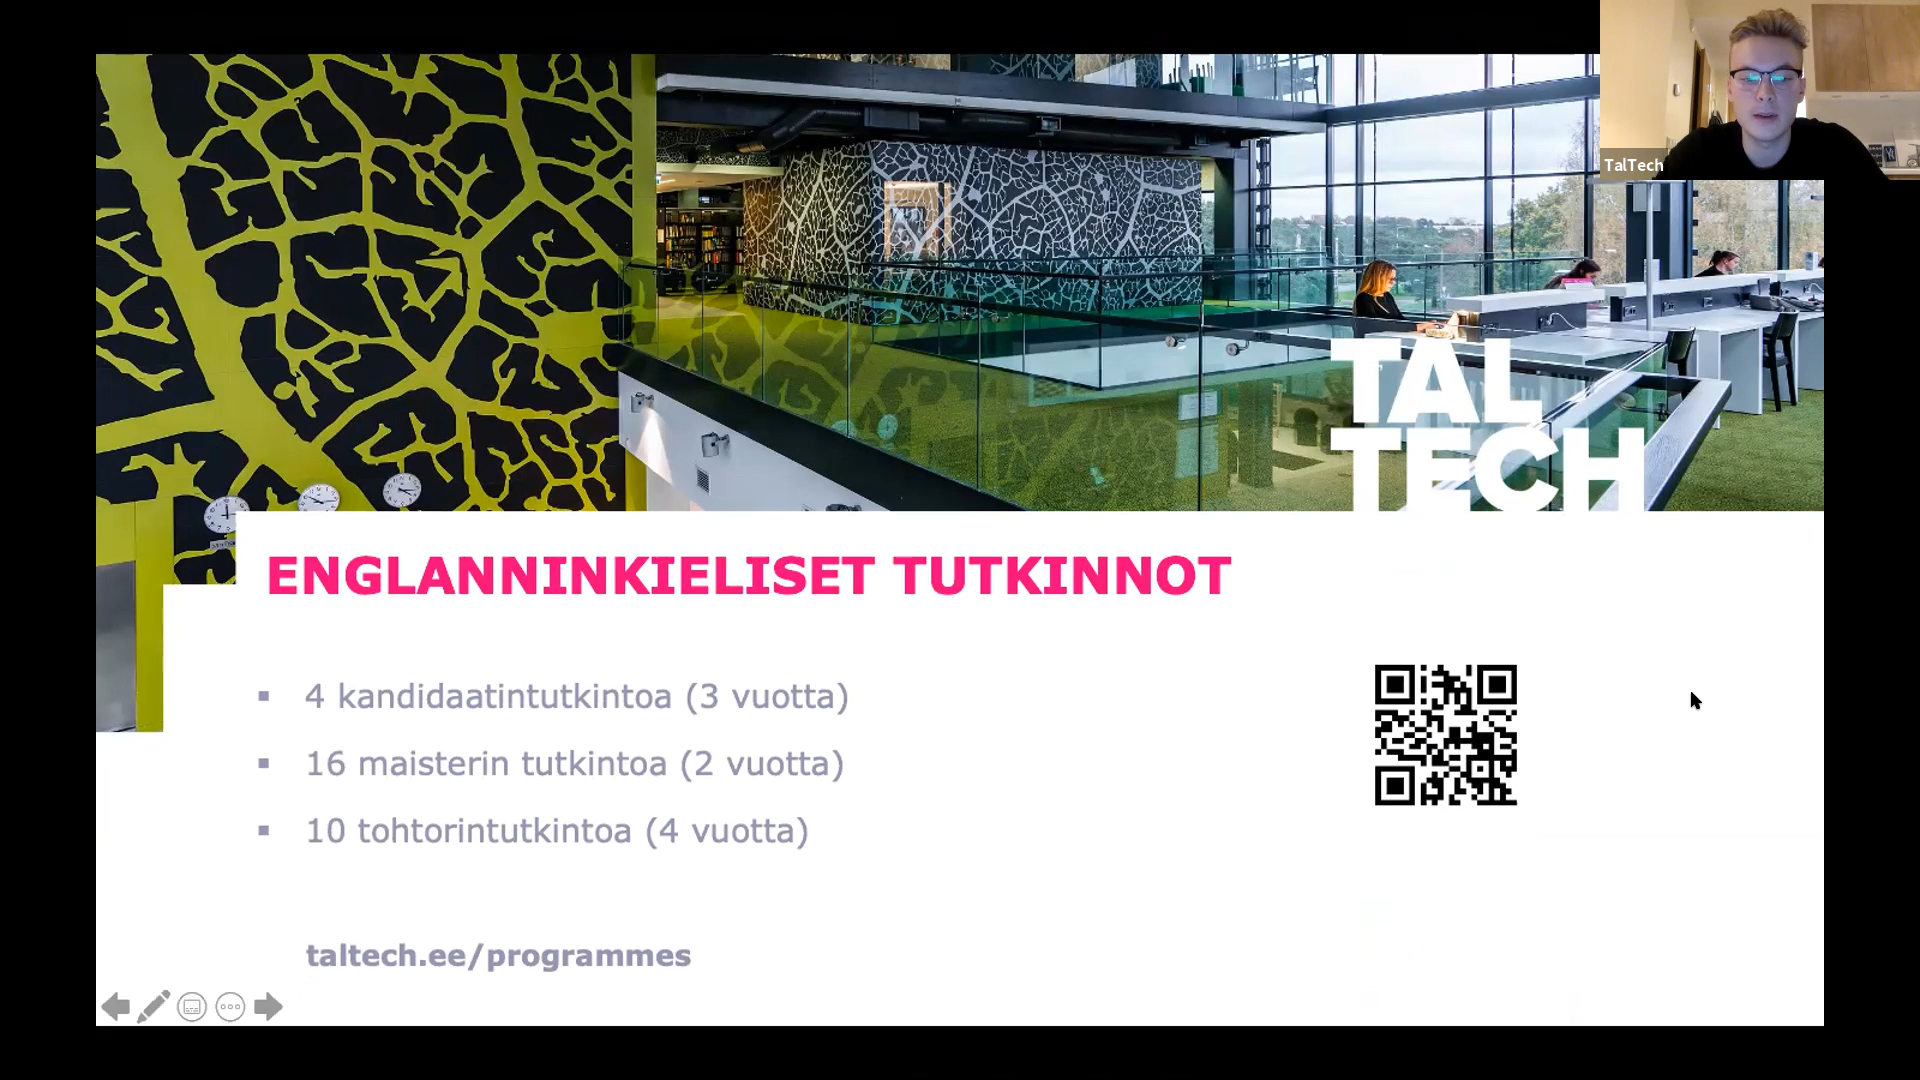 TalTech
TAL
TECH
ENGLANNINKIELISET TUTKINNOT
▪ 4 kandidaatintutkintoa (3 vuotta)
▪ 16 maisterin tutkintoa (2 vuotta)
▪ 10 tohtorintutkintoa (4 vuotta)
taltech.ee/programmes